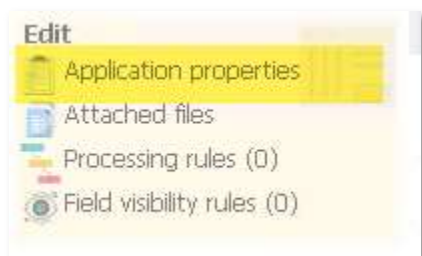 Edit
Application properties
Attached files
Processing rules (0)
Field visibility rules (0)